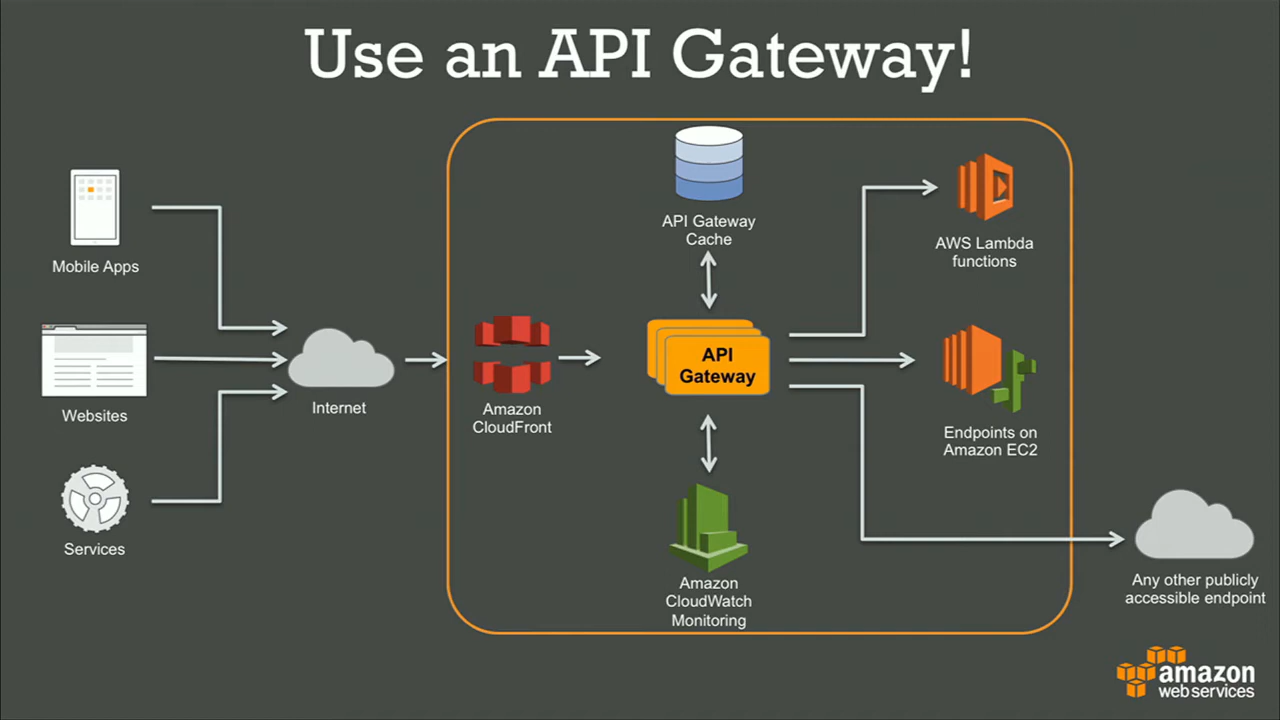 Use an API Gateway!
Mobile Apps
Websites
Services
Internet
Amazon
CloudFront
API Gateway
Cache
API
Gateway
Amazon
CloudWatch
Monitoring
AWS Lambda
functions
Endpoints on
Amazon EC2
Any other publicly
accessible endpoint
amazon
web services